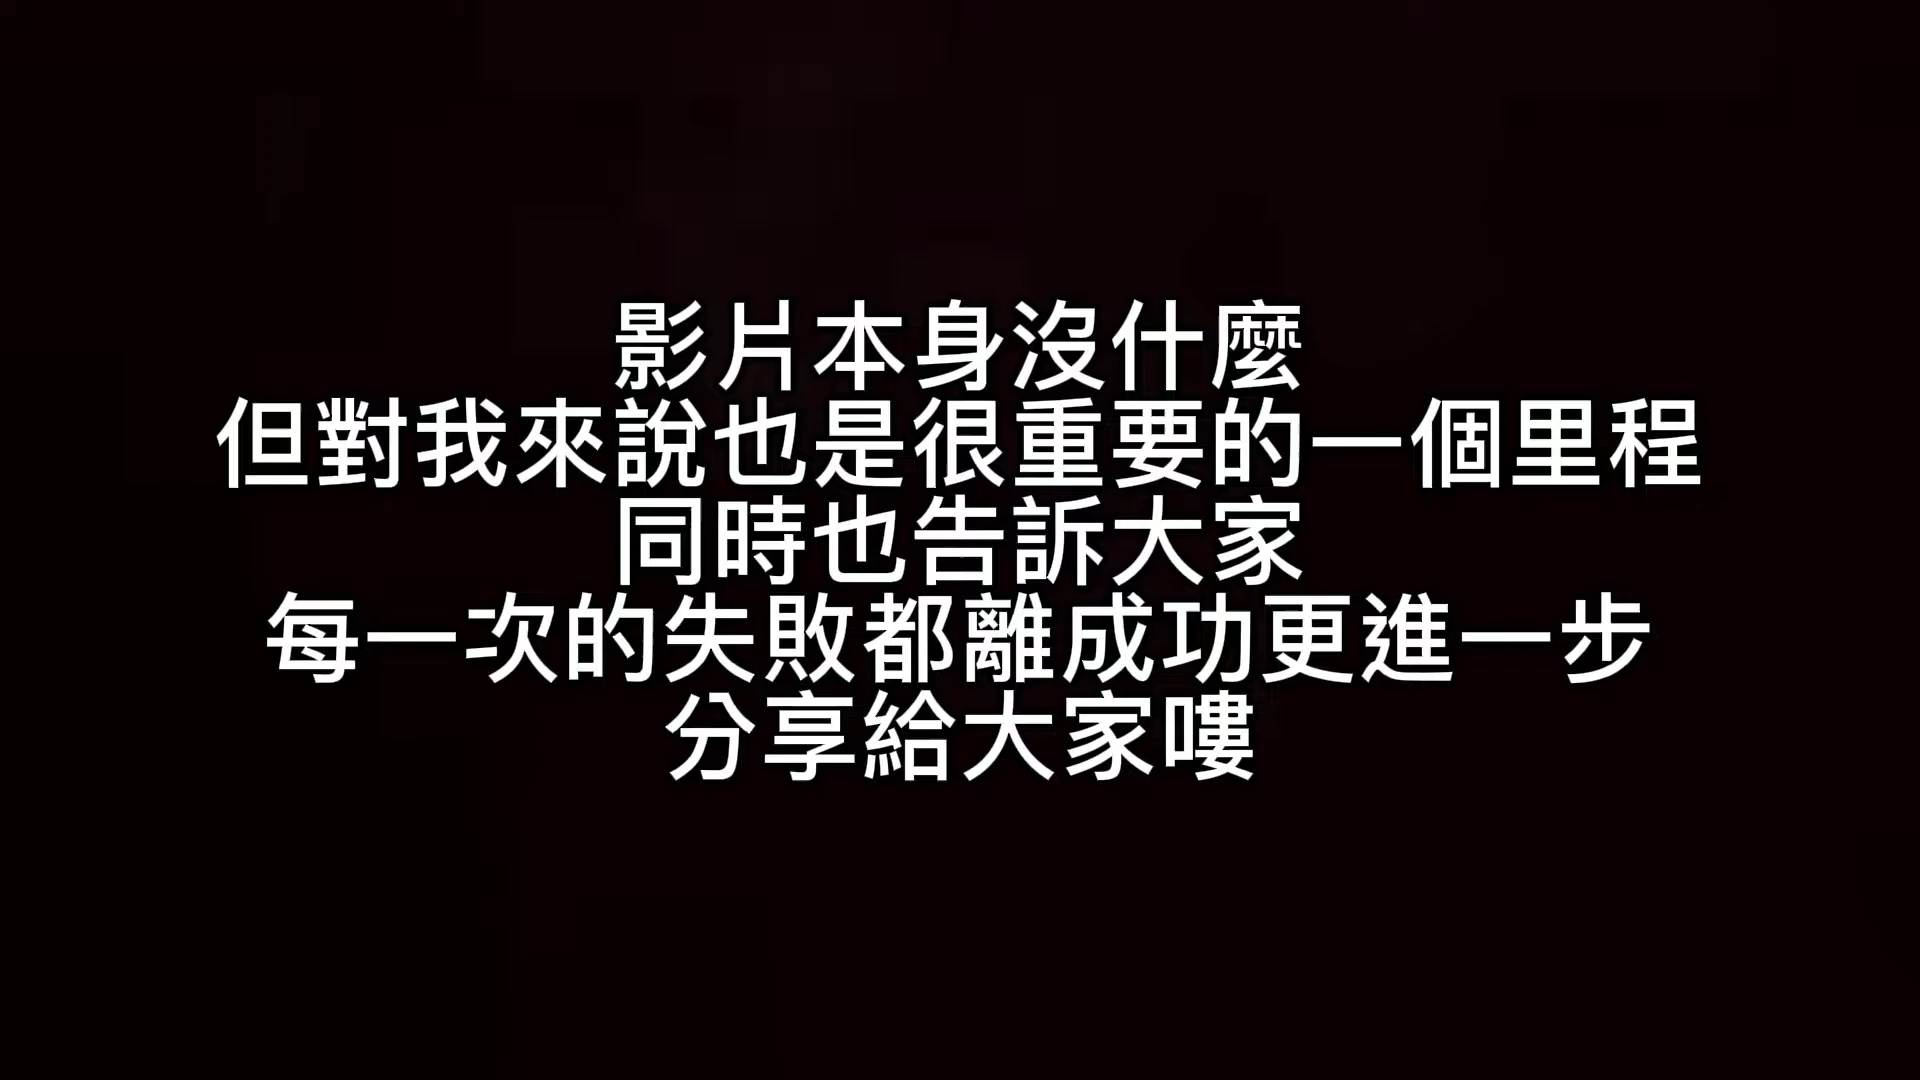 影片本身沒什麼
但對我來說也是很重要的一個里程
同時也告訴大家
每一次的失敗都離成功更進一步
分享給大家嘍